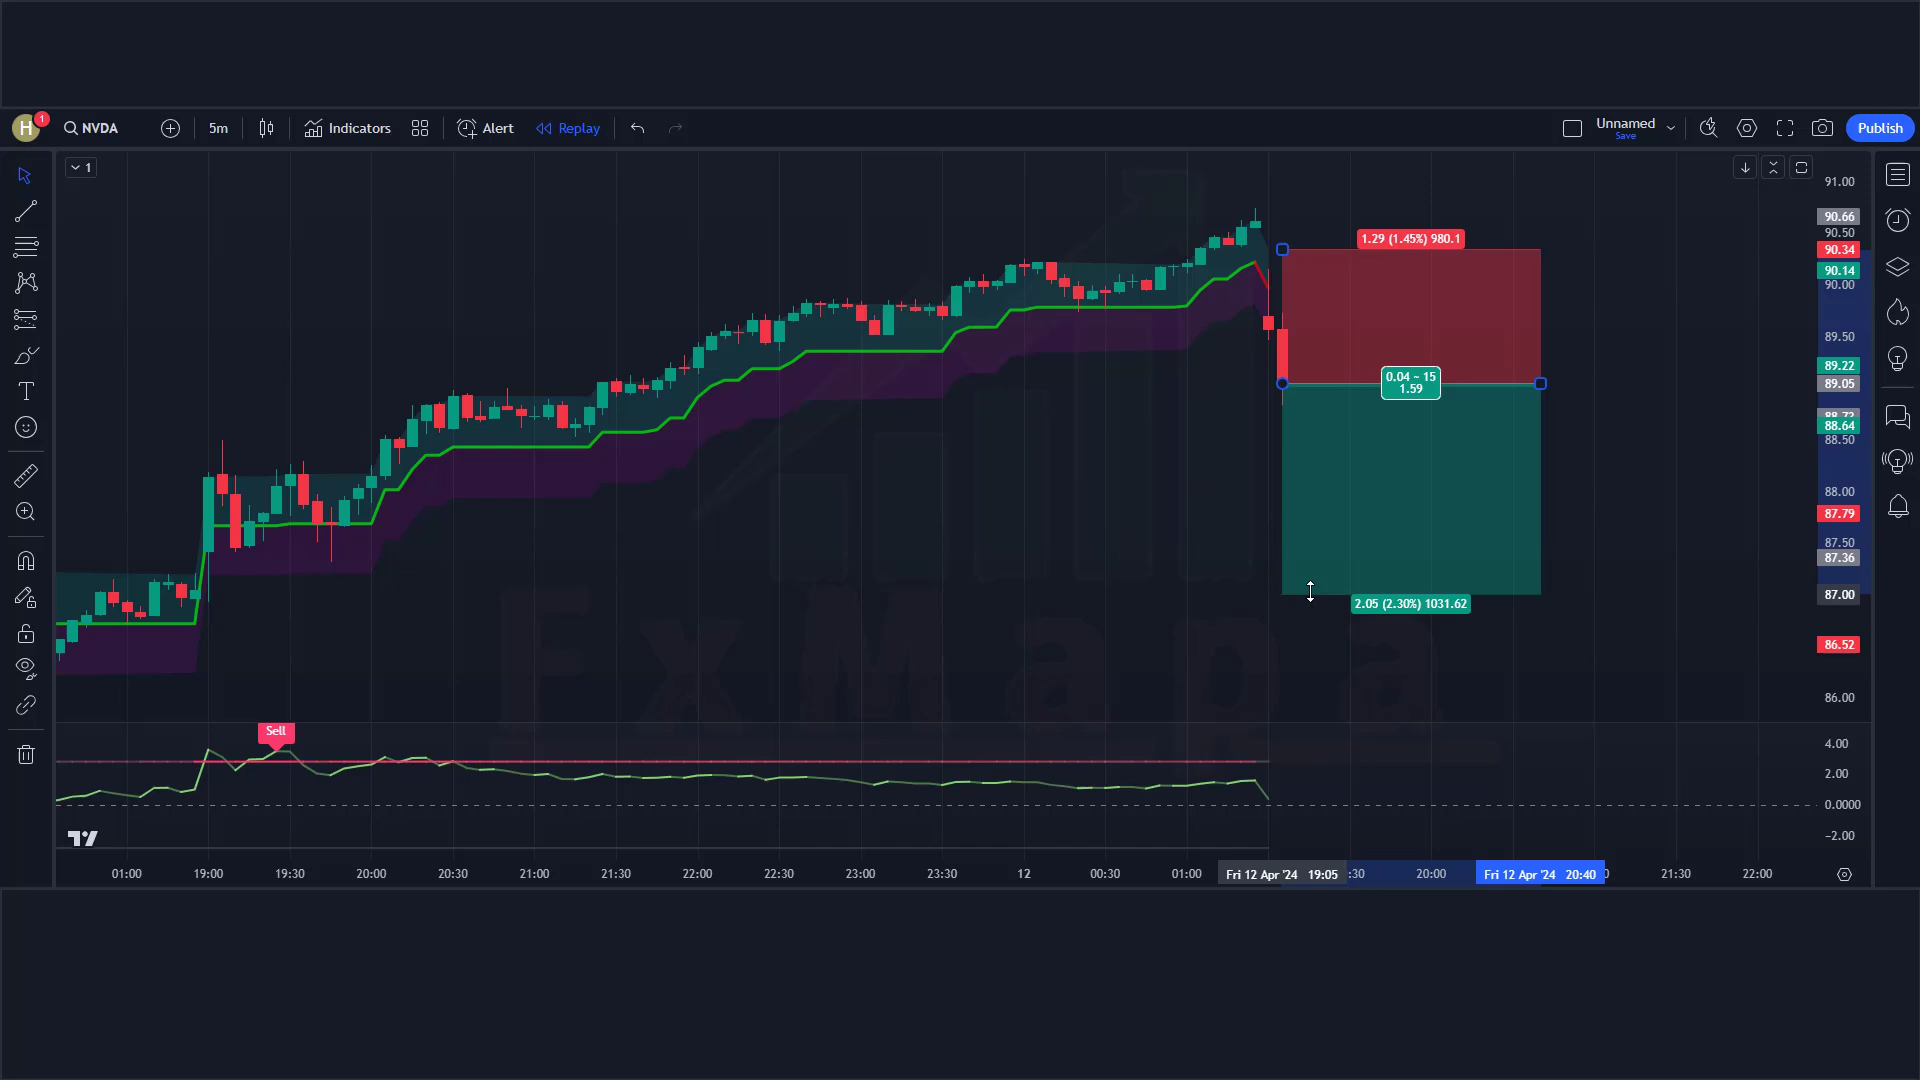 H
1
NVDA
5m
Indicators
Alert
Replay
Unnamed
Save
Publish
1
91.00
90.66
90.50
90.34
90.14
90.00
89.50
89.22
89.05
88.72
88.64
88.50
88.00
87.79
87.50
87.36
87.00
86.52
86.00
1.29 (1.45%) 980.1
0.04 ~ 15
1.59
2.05 (2.30%) 1031.62
FxMapa
Sell
4.00
2.00
0.0000
−2.00
01:00 19:00 19:30 20:00 20:30 21:00 21:30 22:00 22:30 23:00 23:30 12 00:30 01:00 Fri 12 Apr '24 19:05 :30 20:00 Fri 12 Apr '24 20:40 21:30 22:00